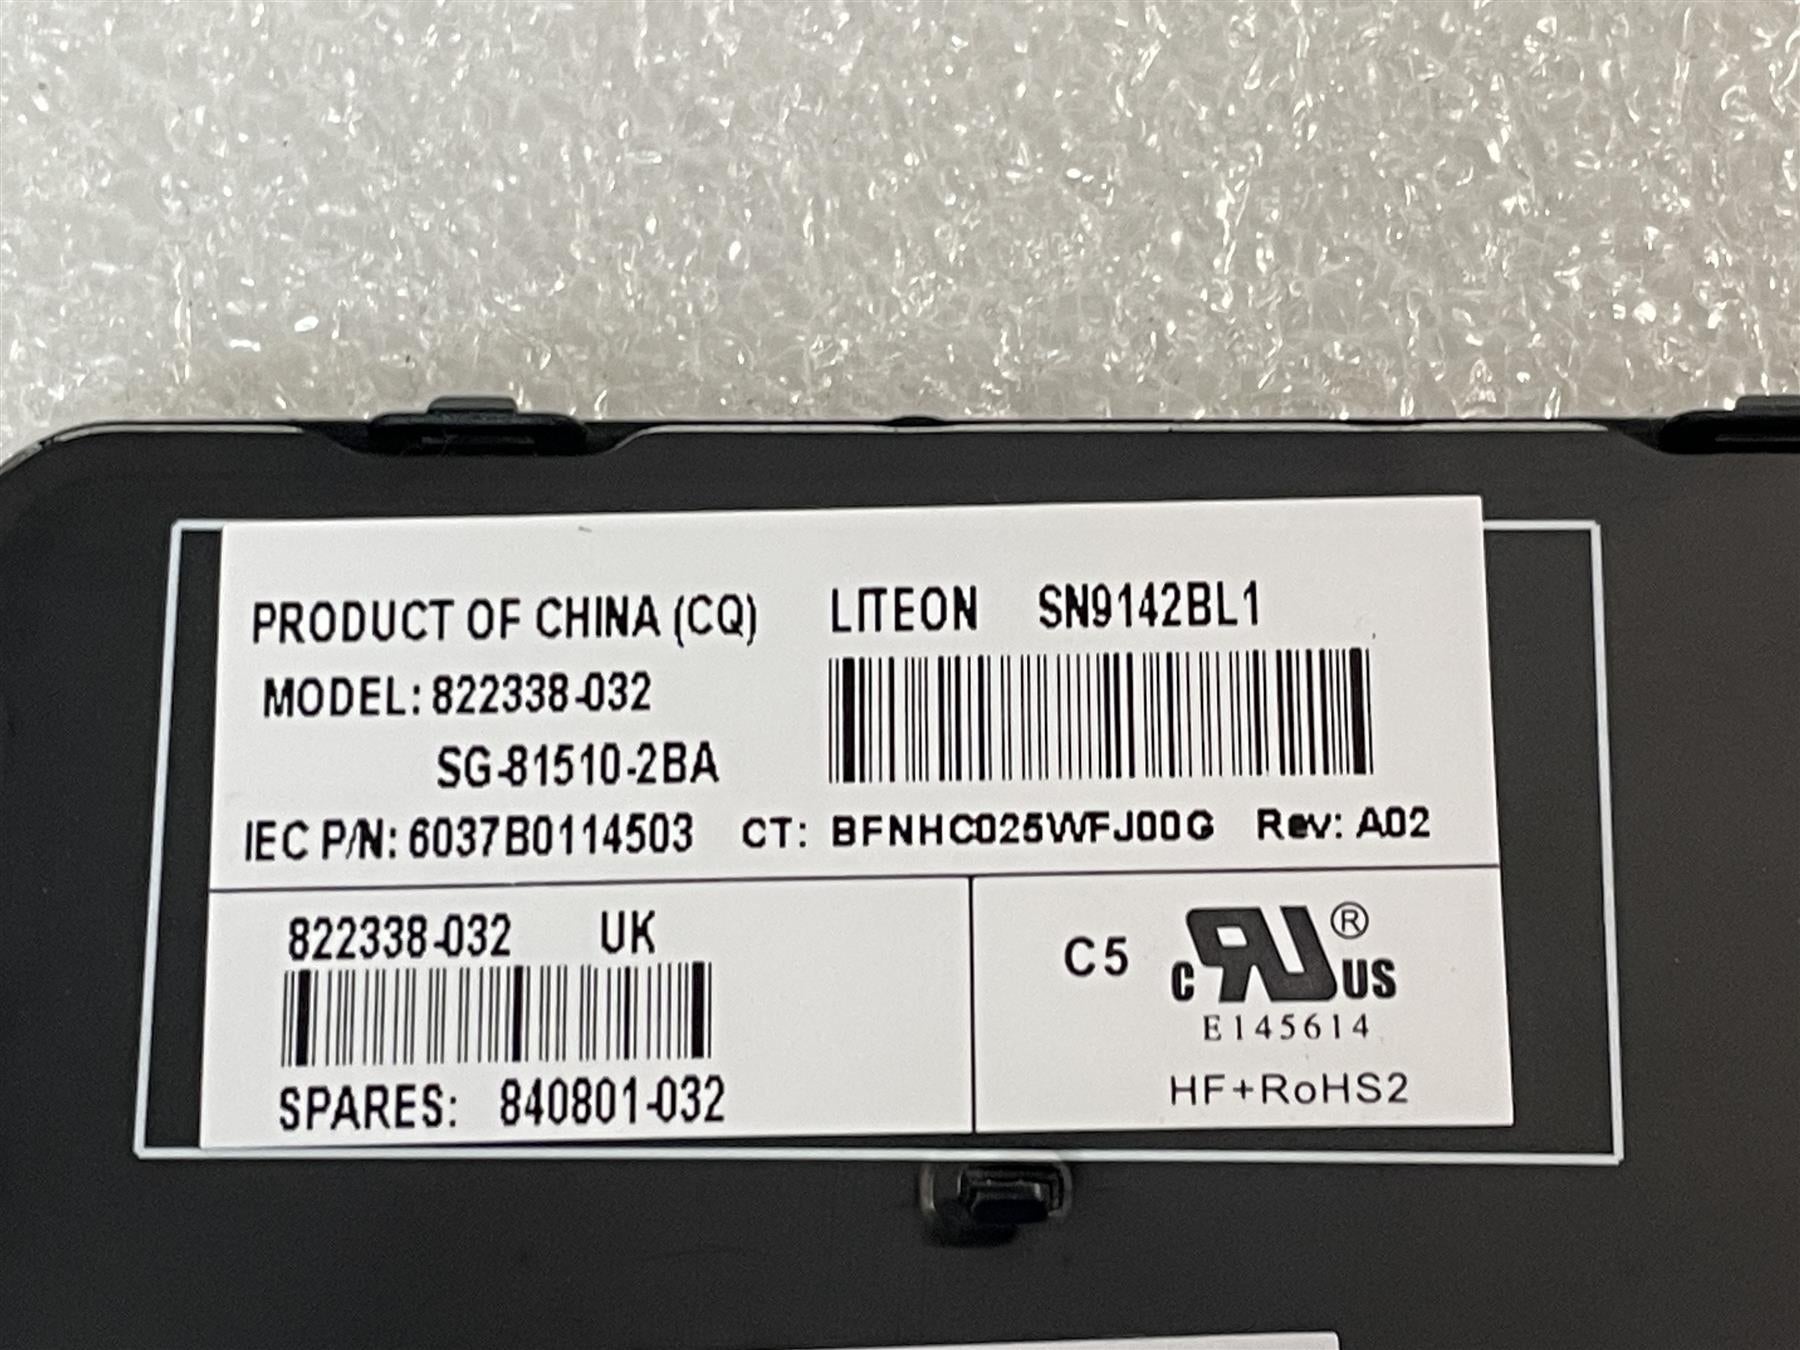 PRODUCT OF CHINA (CQ) LITEON SN9142BL1
MODEL: 822338-032
SG-81510-2BA
IEC P/N: 6037B0114503 CT: BFNHC025WFJ00G Rev: A02
822338-032 UK
SPARES: 840801-032
C5 c RU ® US
E145614
HF+RoHS2